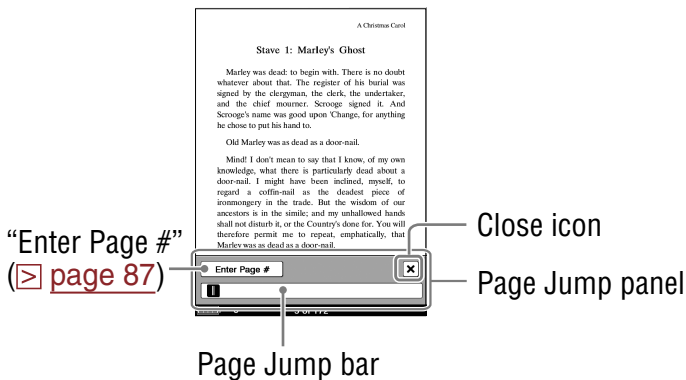 A Christmas Carol
Stave 1: Marley's Ghost
Marley was dead: to begin with. There is no doubt
whatever about that. The register of his burial was
signed by the clergyman, the clerk, the undertaker,
and the chief mourner. Scrooge signed it. And
Scrooge's name was good upon 'Change, for anything
he chose to put his hand to.
Old Marley was as dead as a door-nail.
Mind! I don't mean to say that I know, of my own
knowledge, what there is particularly dead about a
door-nail. I might have been inclined, myself, to
regard a coffin-nail as the deadest piece of
ironmongery in the trade. But the wisdom of our
ancestors is in the simile; and my unhallowed hands
shall not disturb it, or the Country's done for. You will
therefore permit me to repeat, emphatically, that
Marley was as dead as a door-nail.
“Enter Page #”
(> page 87)
Enter Page #
Close icon
Page Jump panel
Page Jump bar